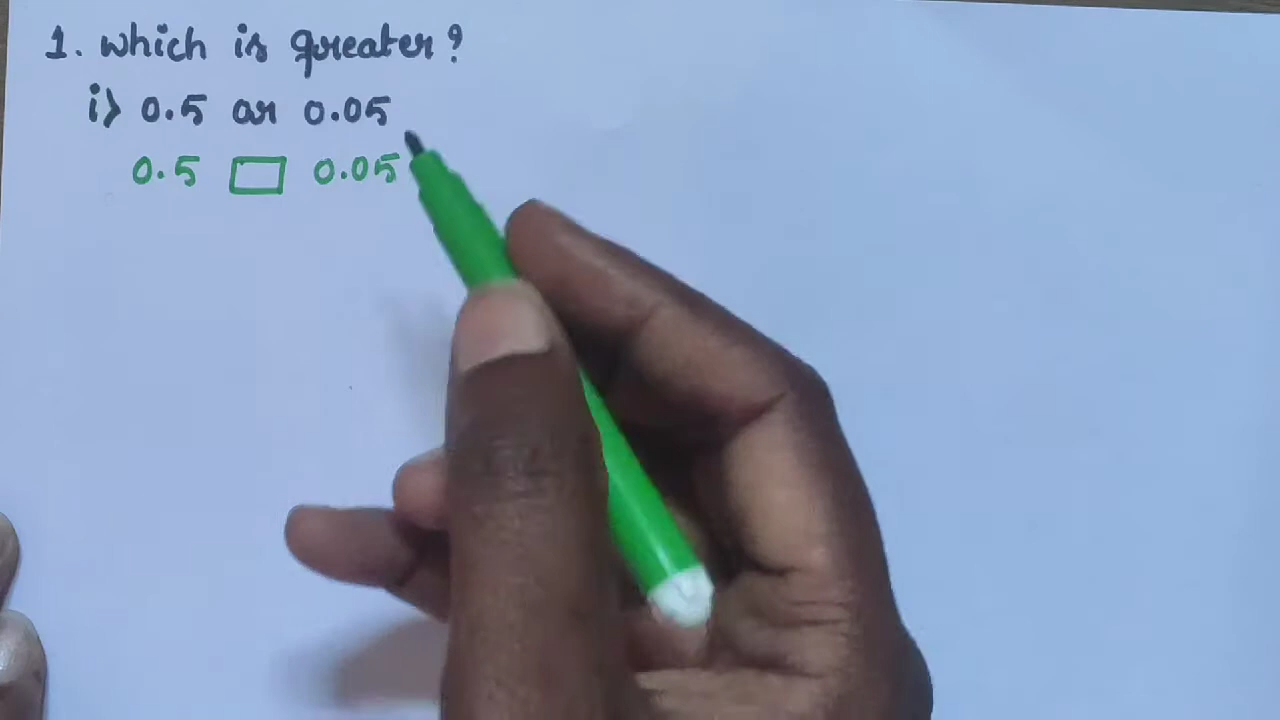 1. which is greater?
i) 0.5 or 0.05
0.5 □ 0.05